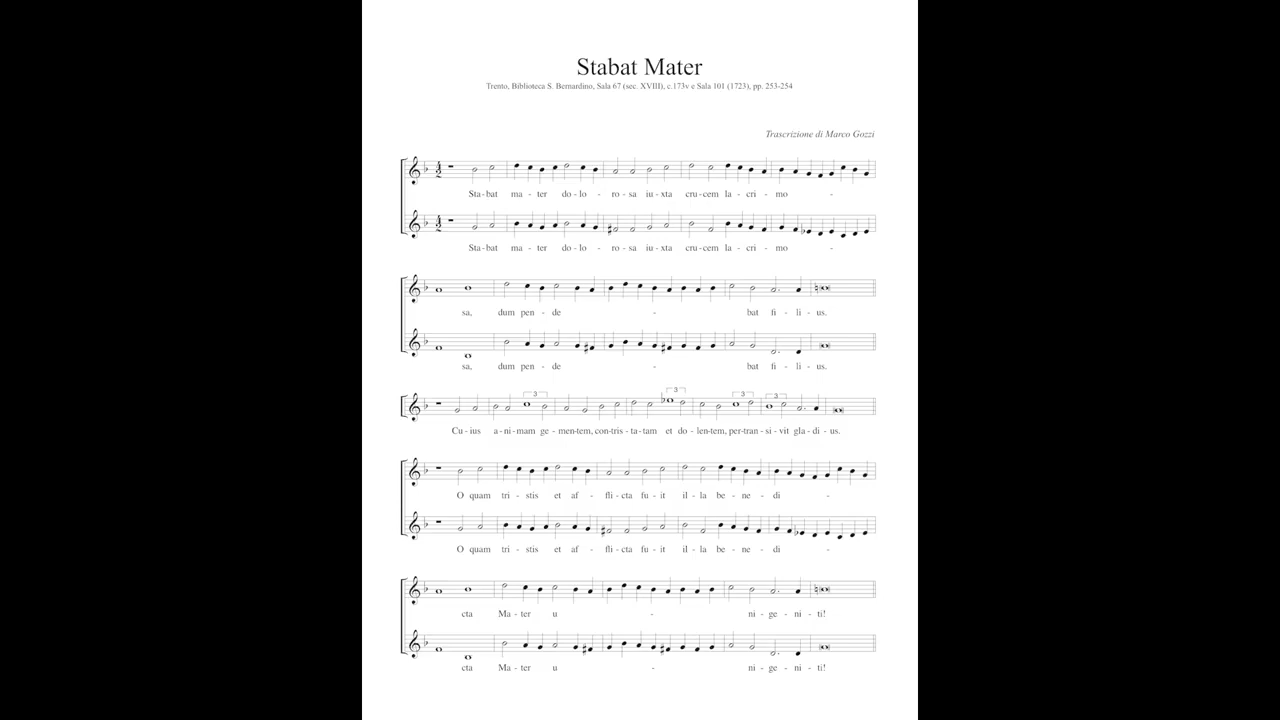 Stabat Mater
Trento, Biblioteca S. Bernardino, Sala 67 (sec. XVIII), c.173v e Sala 101 (1723), pp. 253-254
Trascrizione di Marco Gozzi
Sta - bat ma - ter do - lo - ro - sa iu - xta cru - cem la - cri - mo -
Sta - bat ma - ter do - lo - ro - sa iu - xta cru - cem la - cri - mo -
sa, dum pen - de - bat fi - li - us.
sa, dum pen - de - bat fi - li - us.
3 3 3 3
Cu - ius a - ni - mam ge - men - tem, con - tris - ta - tam et do - len - tem, per - tran - si - vit gla - di - us.
O quam tri - stis et af - fli - cta fu - it il - la be - ne - di -
O quam tri - stis et af - fli - cta fu - it il - la be - ne - di -
cta Ma - ter u - ni - ge - ni - ti!
cta Ma - ter u - ni - ge - ni - ti!